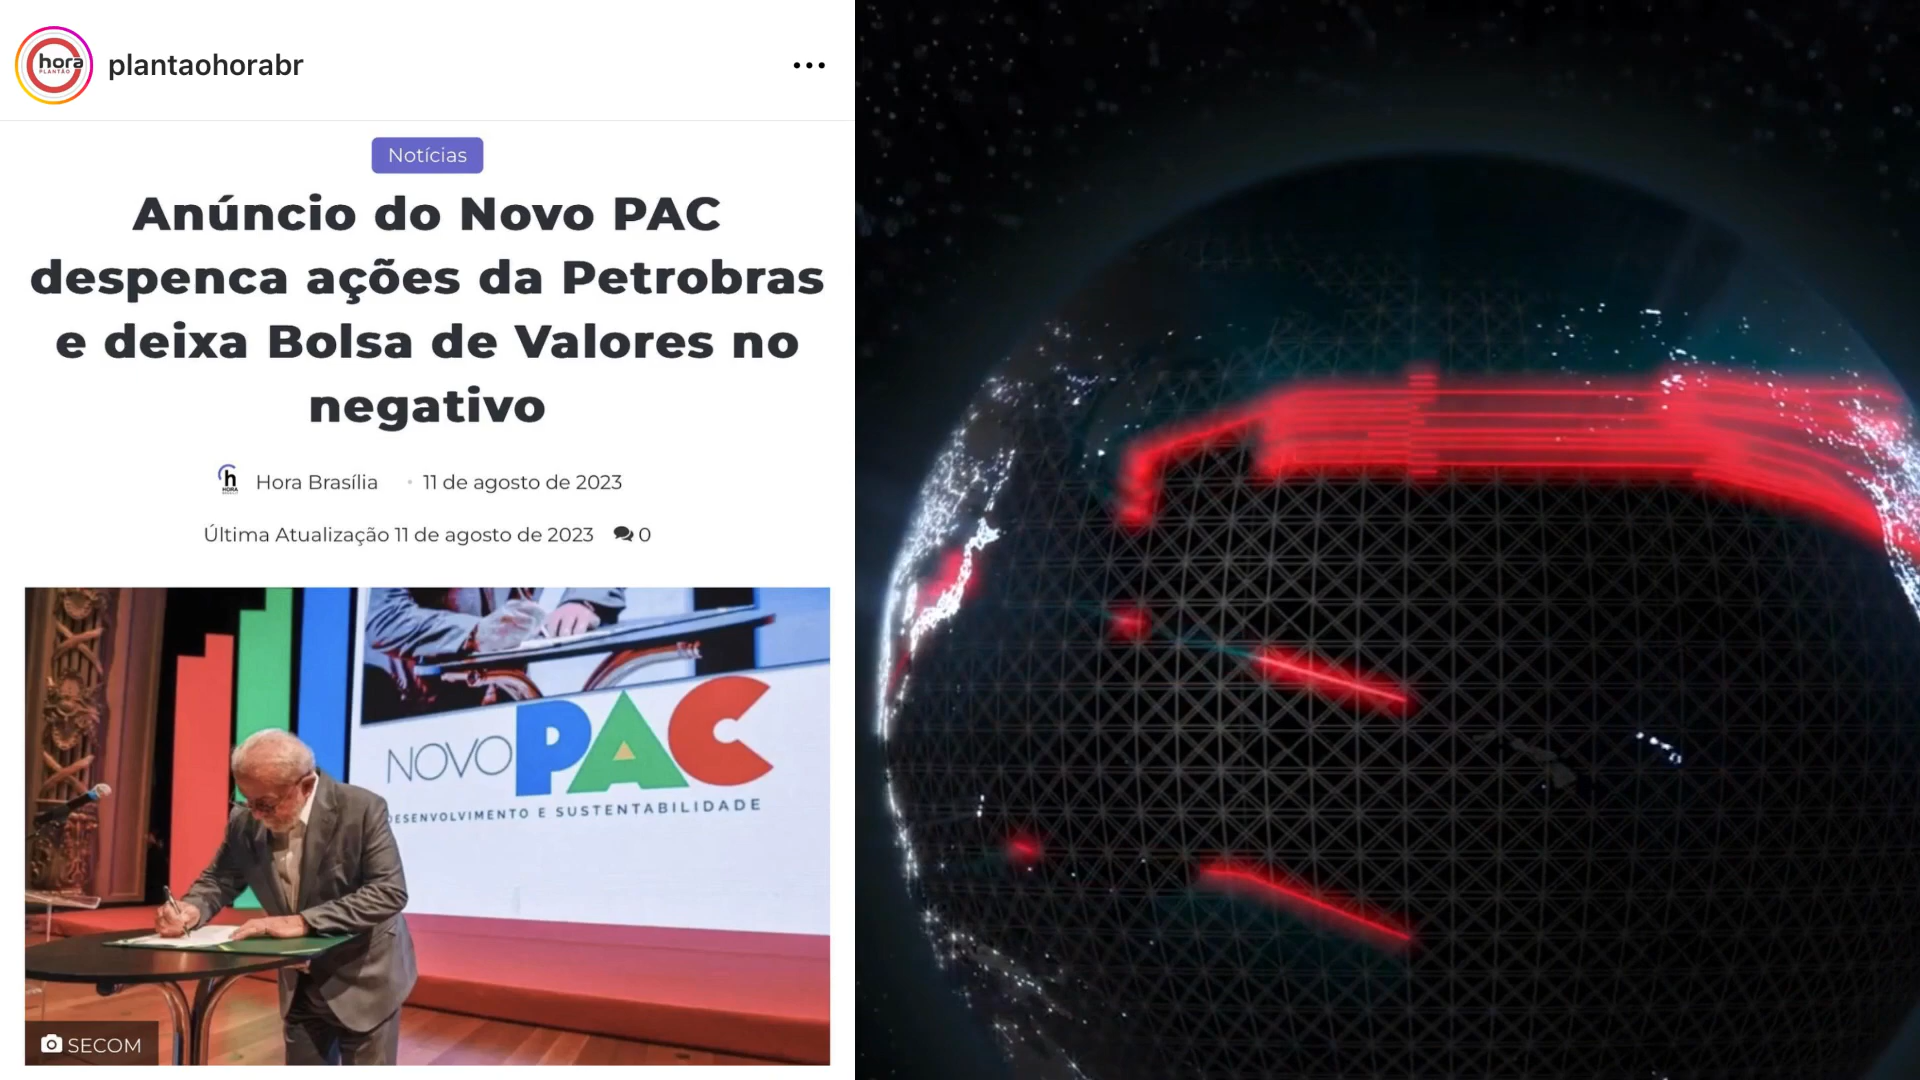 hora
PLANTÃO
plantaohorabr
Notícias
Anúncio do Novo PAC
despenca ações da Petrobras
e deixa Bolsa de Valores no
negativo
h
HORA
Hora Brasília • 11 de agosto de 2023
Última Atualização 11 de agosto de 2023 0
NOVO PAC
DESENVOLVIMENTO E SUSTENTABILIDADE
SECOM